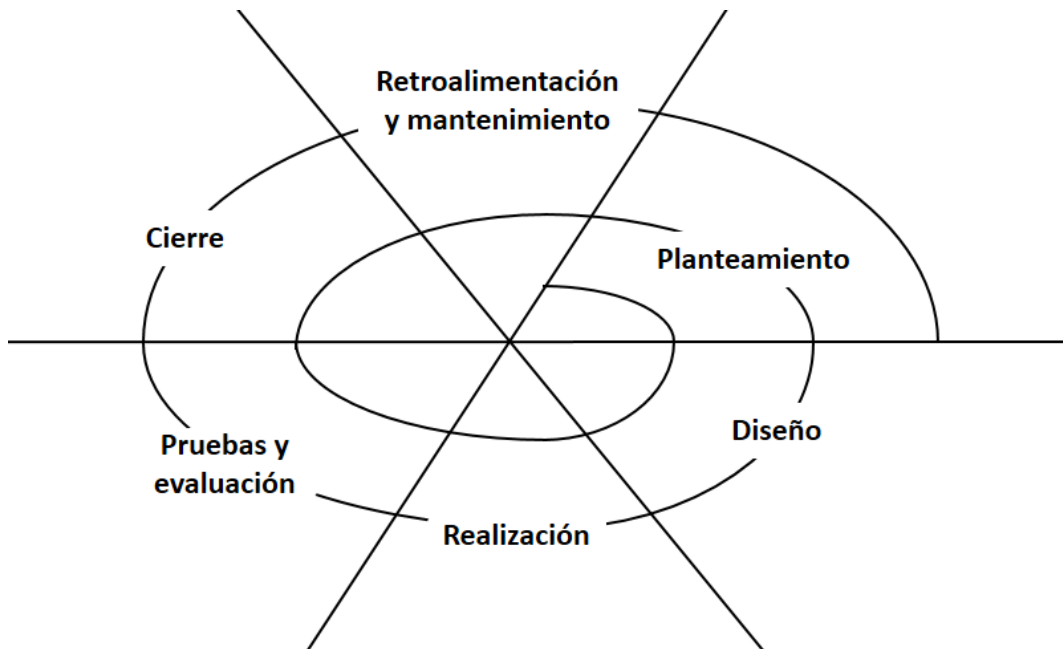 Retroalimentación
y mantenimiento
Cierre
Planteamiento
Diseño
Pruebas y
evaluación
Realización